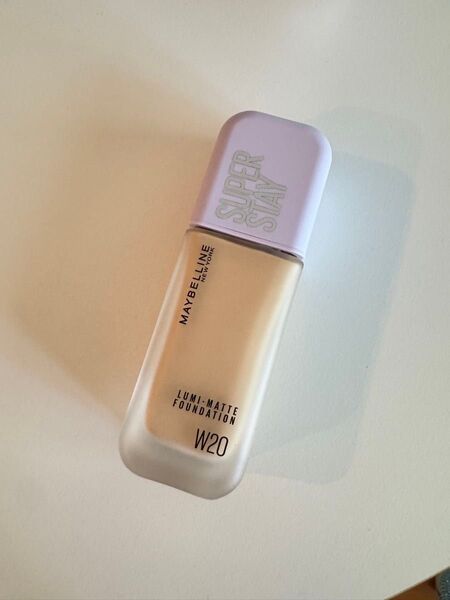 SUPER
STAY
MAYBELLINE
NEW YORK
LUMI-MATTE
FOUNDATION
W20